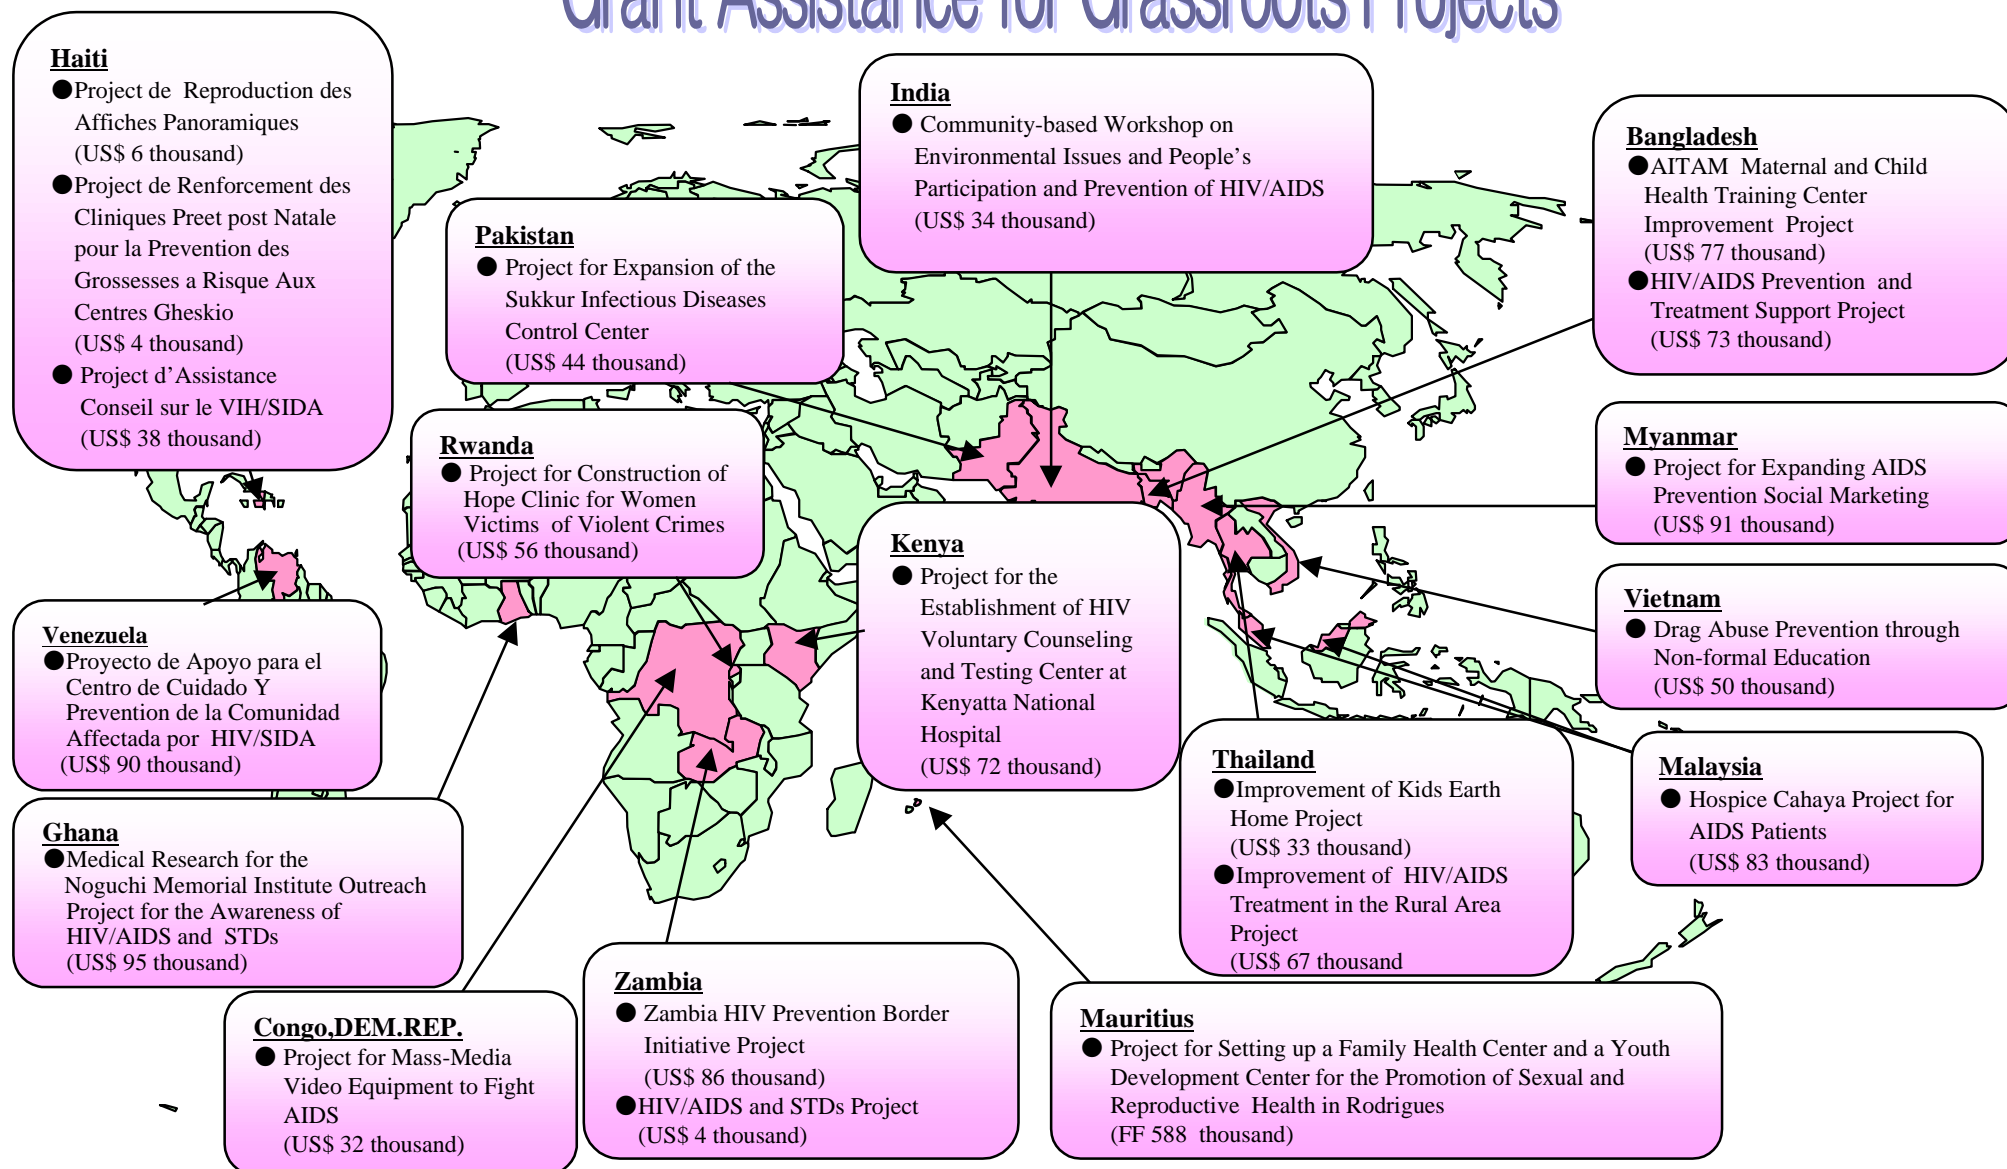 Grant Assistance for Grassroots Projects
Haiti
●Project de Reproduction des
Affiches Panoramiques
(US$ 6 thousand)
●Project de Renforcement des
Cliniques Preet post Natale
pour la Prevention des
Grossesses a Risque Aux
Centres Gheskio
(US$ 4 thousand)
● Project d’Assistance
Conseil sur le VIH/SIDA
(US$ 38 thousand)
India
● Community-based Workshop on
Environmental Issues and People’s
Participation and Prevention of HIV/AIDS
(US$ 34 thousand)
Bangladesh
●AITAM Maternal and Child
Health Training Center
Improvement Project
(US$ 77 thousand)
●HIV/AIDS Prevention and
Treatment Support Project
(US$ 73 thousand)
Pakistan
● Project for Expansion of the
Sukkur Infectious Diseases
Control Center
(US$ 44 thousand)
Rwanda
● Project for Construction of
Hope Clinic for Women
Victims of Violent Crimes
(US$ 56 thousand)
Myanmar
● Project for Expanding AIDS
Prevention Social Marketing
(US$ 91 thousand)
Kenya
● Project for the
Establishment of HIV
Voluntary Counseling
and Testing Center at
Kenyatta National
Hospital
(US$ 72 thousand)
Vietnam
● Drag Abuse Prevention through
Non-formal Education
(US$ 50 thousand)
Venezuela
●Proyecto de Apoyo para el
Centro de Cuidado Y
Prevention de la Comunidad
Affectada por HIV/SIDA
(US$ 90 thousand)
Thailand
●Improvement of Kids Earth
Home Project
(US$ 33 thousand)
●Improvement of HIV/AIDS
Treatment in the Rural Area
Project
(US$ 67 thousand
Malaysia
● Hospice Cahaya Project for
AIDS Patients
(US$ 83 thousand)
Ghana
●Medical Research for the
Noguchi Memorial Institute Outreach
Project for the Awareness of
HIV/AIDS and STDs
(US$ 95 thousand)
Congo,DEM.REP.
● Project for Mass-Media
Video Equipment to Fight
AIDS
(US$ 32 thousand)
Zambia
● Zambia HIV Prevention Border
Initiative Project
(US$ 86 thousand)
●HIV/AIDS and STDs Project
(US$ 4 thousand)
Mauritius
● Project for Setting up a Family Health Center and a Youth
Development Center for the Promotion of Sexual and
Reproductive Health in Rodrigues
(FF 588 thousand)